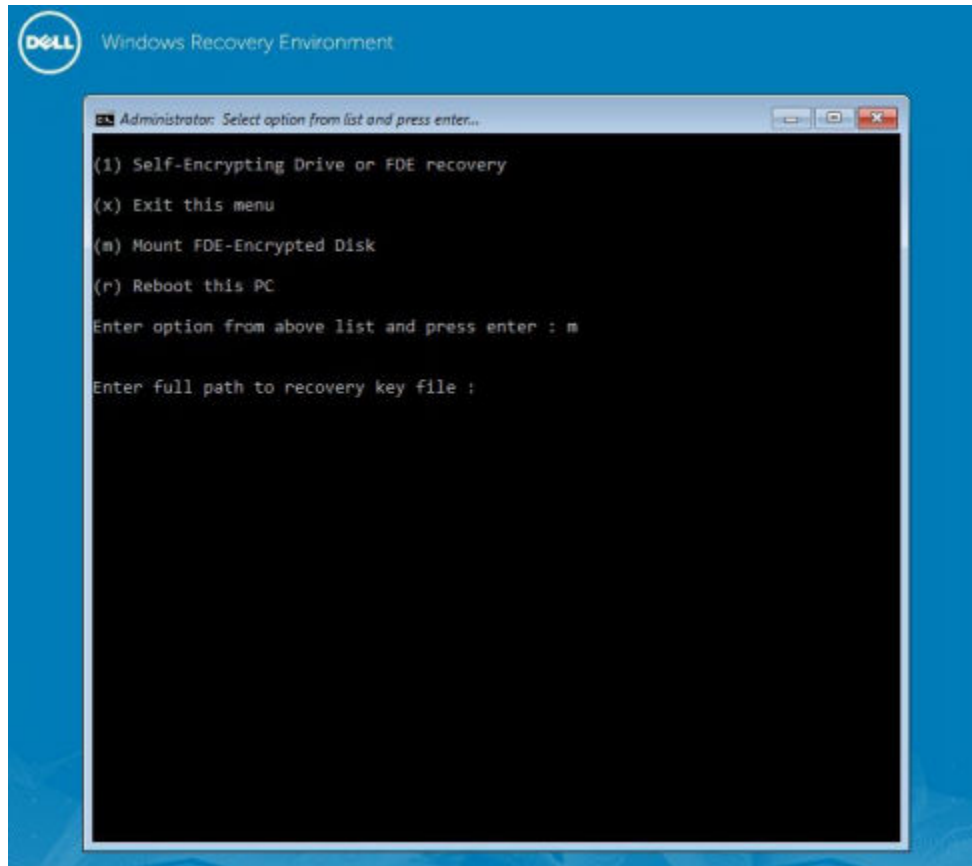 DELL
Windows Recovery Environment
Administrator: Select option from list and press enter...
(1) Self-Encrypting Drive or FDE recovery
(x) Exit this menu
(m) Mount FDE-Encrypted Disk
(r) Reboot this PC
Enter option from above list and press enter : m
Enter full path to recovery key file :